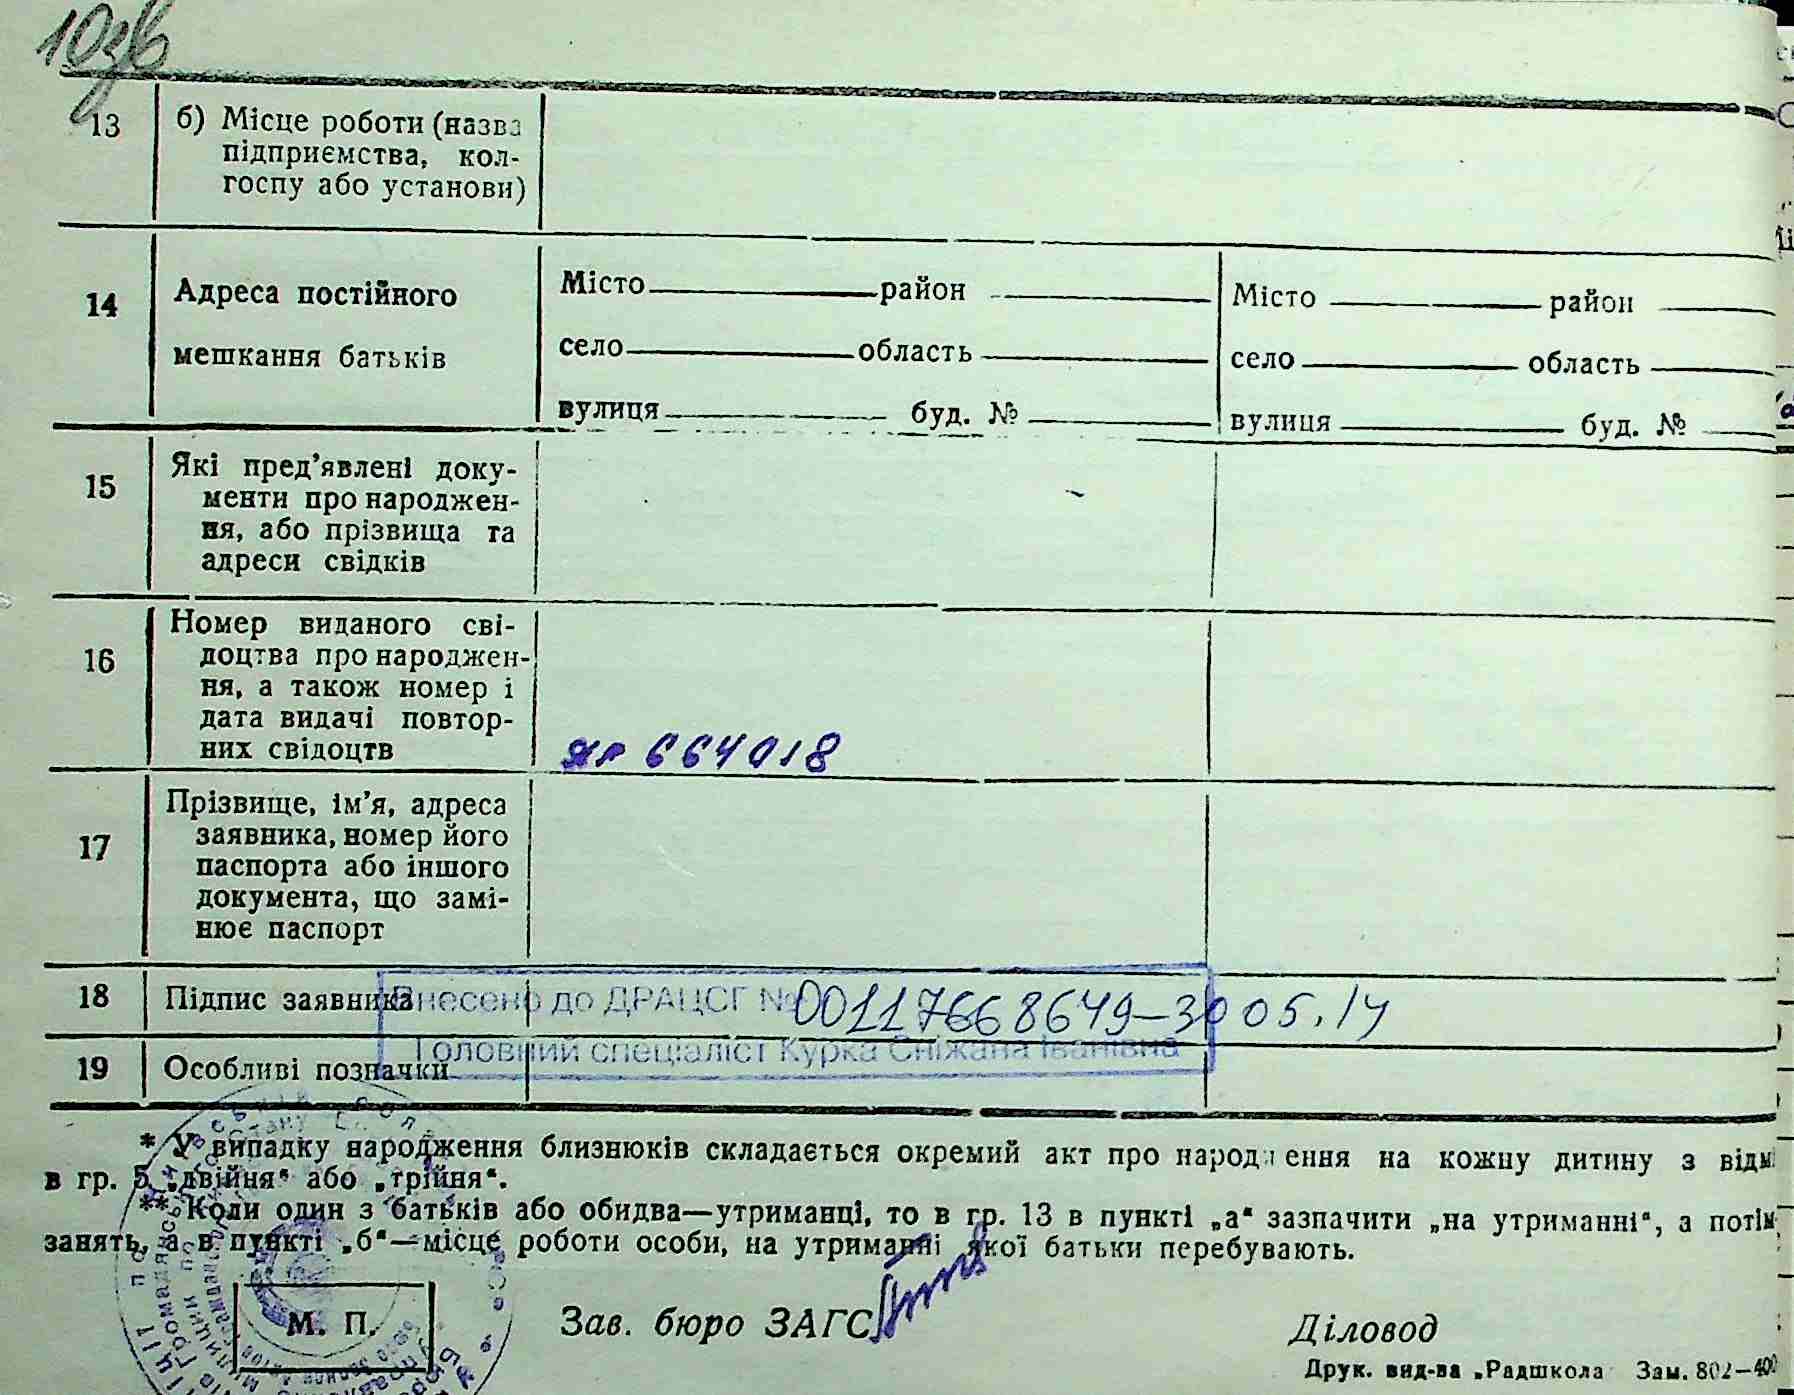 13 б) Місце роботи (назва
підприємства, кол-
госпу або установи)
14 Адреса постійного
мешкання батьків
Місто район
село область
вулиця буд. №
Місто район
село область
вулиця буд. №
15 Які пред’явлені доку-
менти про народжен-
ня, або прізвища та
адреси свідків
16 Номер виданого сві-
доцтва про народжен-
ня, а також номер і
дата видачі повтор-
них свідоцтв
664018
17 Прізвище, ім’я, адреса
заявника, номер його
паспорта або іншого
документа, що замі-
нює паспорт
18 Підпис заявника
Внесено до ДРАЦСГ № 00117668649-30 05.14
Головний спеціаліст Курка Сніжана Іванівна
19 Особливі позначки
* У випадку народження близнюків складається окремий акт про народження на кожну дитину з відм
в гр. 5 „двійня“ або „трійня“.
** Коли один з батьків або обидва—утриманці, то в гр. 13 в пункті „а“ зазначити „на утриманні“, а потім
занять, а в пункті „б“—місце роботи особи, на утриманні якої батьки перебувають.
М. П.
Зав. бюро ЗАГС
Діловод
Друк. вид-ва „Радшкола Зам. 802—400